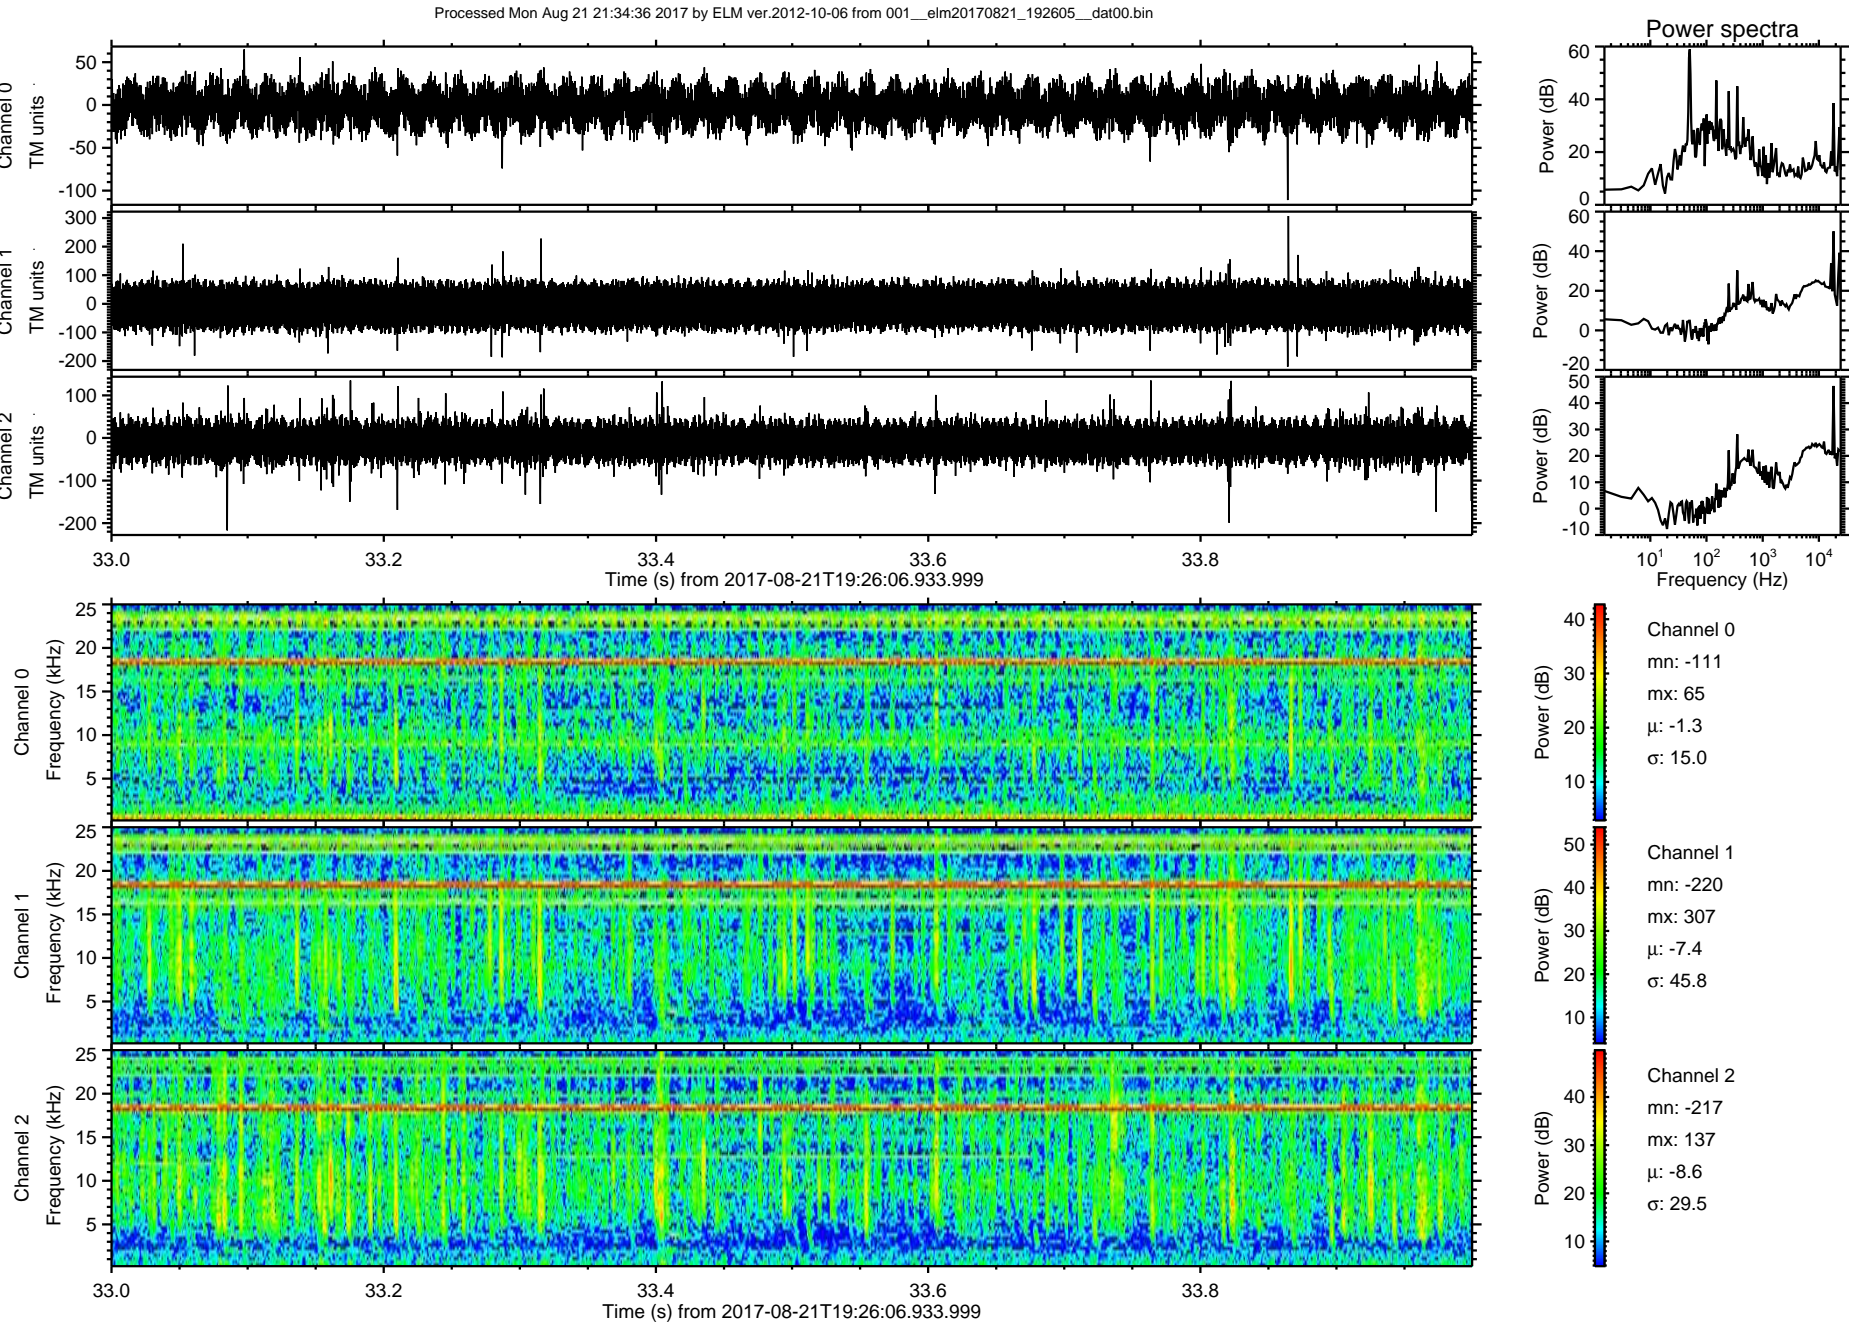 Processed Mon Aug 21 21:34:36 2017 by ELM ver.2012-10-06 from 001__elm20170821_192605__dat00.bin
Power spectra
Channel 0
TM units
50
0
-50
-100
Power (dB)
60
40
20
0
Channel 1
TM units
300
200
100
0
-100
-200
Power (dB)
60
40
20
0
-20
Channel 2
TM units
100
0
-100
-200
Power (dB)
50
40
30
20
10
0
-10
33.0 33.2 33.4 33.6 33.8
Time (s) from 2017-08-21T19:26:06.933.999
10¹ 10² 10³ 10⁴
Frequency (Hz)
Channel 0
Frequency (kHz)
25
20
15
10
5
Power (dB)
40
30
20
10
Channel 0
mn: -111
mx: 65
μ: -1.3
σ: 15.0
Channel 1
Frequency (kHz)
25
20
15
10
5
Power (dB)
50
40
30
20
10
Channel 1
mn: -220
mx: 307
μ: -7.4
σ: 45.8
Channel 2
Frequency (kHz)
25
20
15
10
5
Power (dB)
40
30
20
10
Channel 2
mn: -217
mx: 137
μ: -8.6
σ: 29.5
33.0 33.2 33.4 33.6 33.8
Time (s) from 2017-08-21T19:26:06.933.999